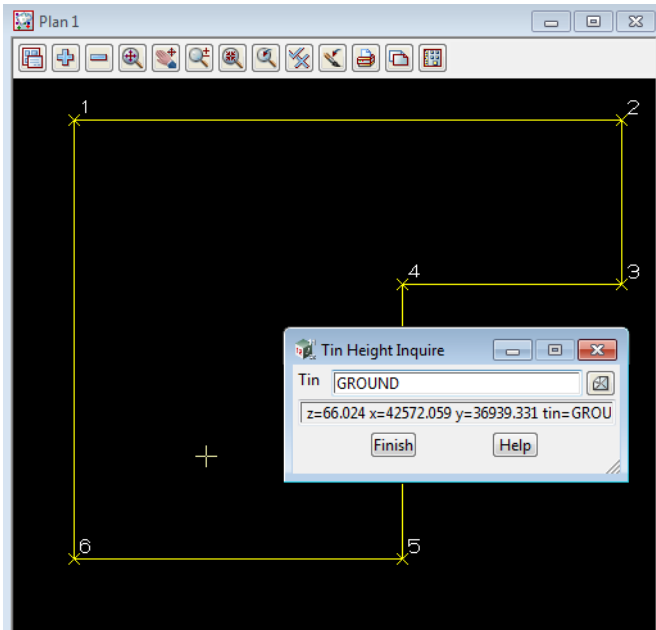 Plan 1
1
2
4
3
Tin Height Inquire
Tin GROUND
z=66.024 x=42572.059 y=36939.331 tin=GROU
Finish Help
6
5